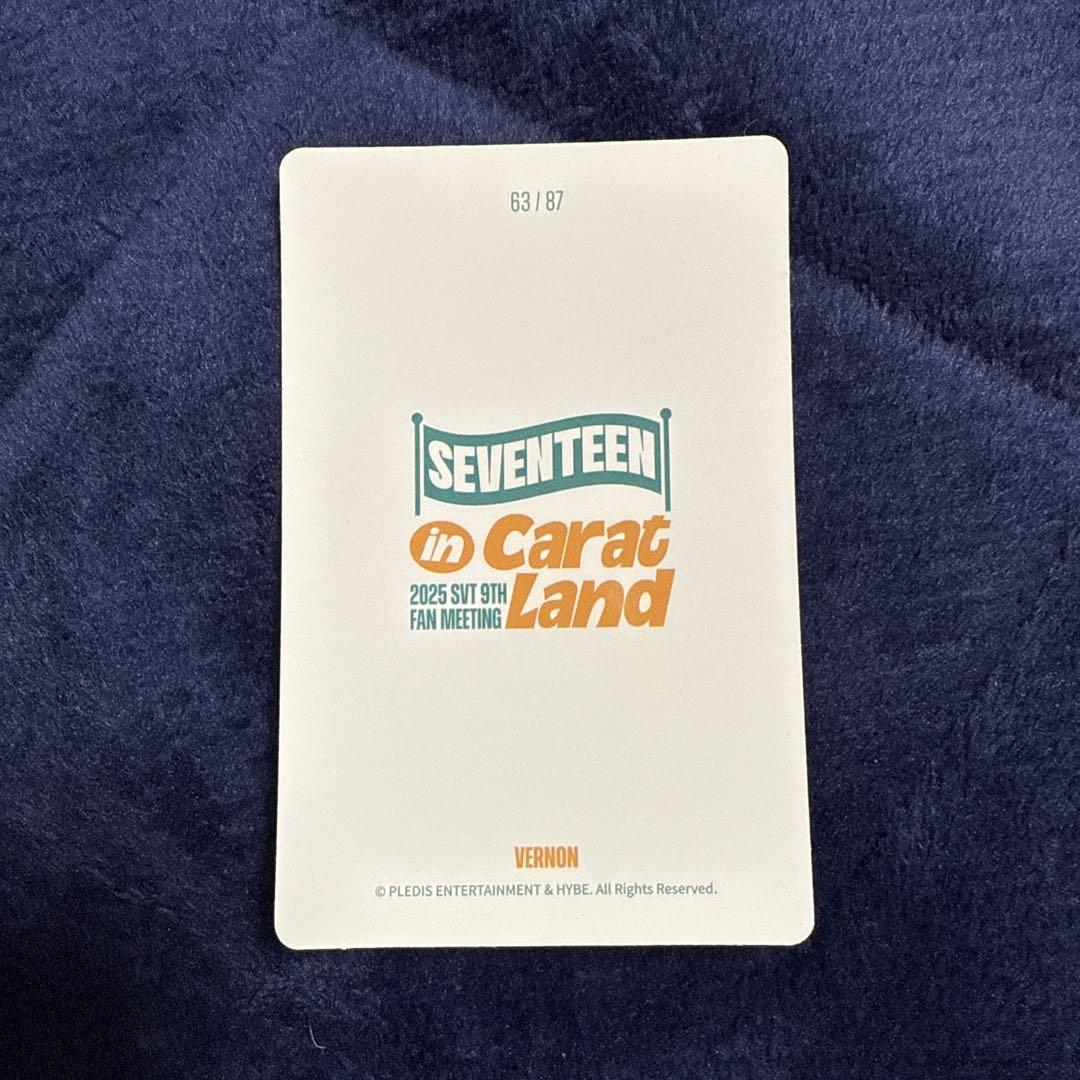 63 / 87
SEVENTEEN
in Carat
2025 SVT 9TH
FAN MEETING
Land
VERNON
© PLEDIS ENTERTAINMENT & HYBE. All Rights Reserved.